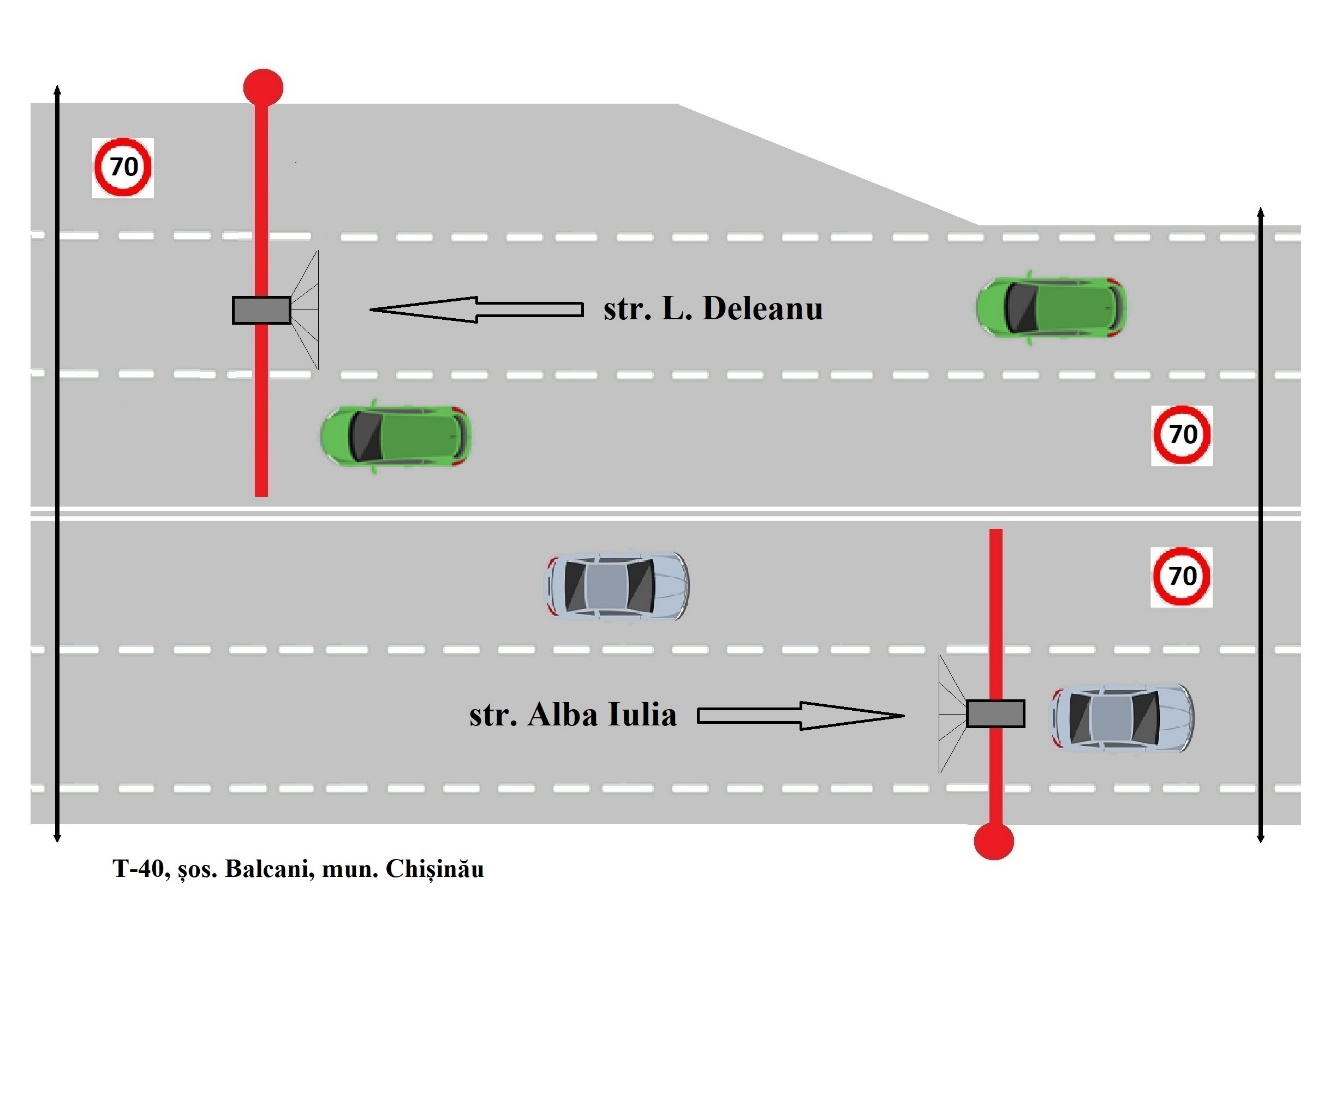 70
str. L. Deleanu
70
70
str. Alba Iulia
T-40, șos. Balcani, mun. Chișinău